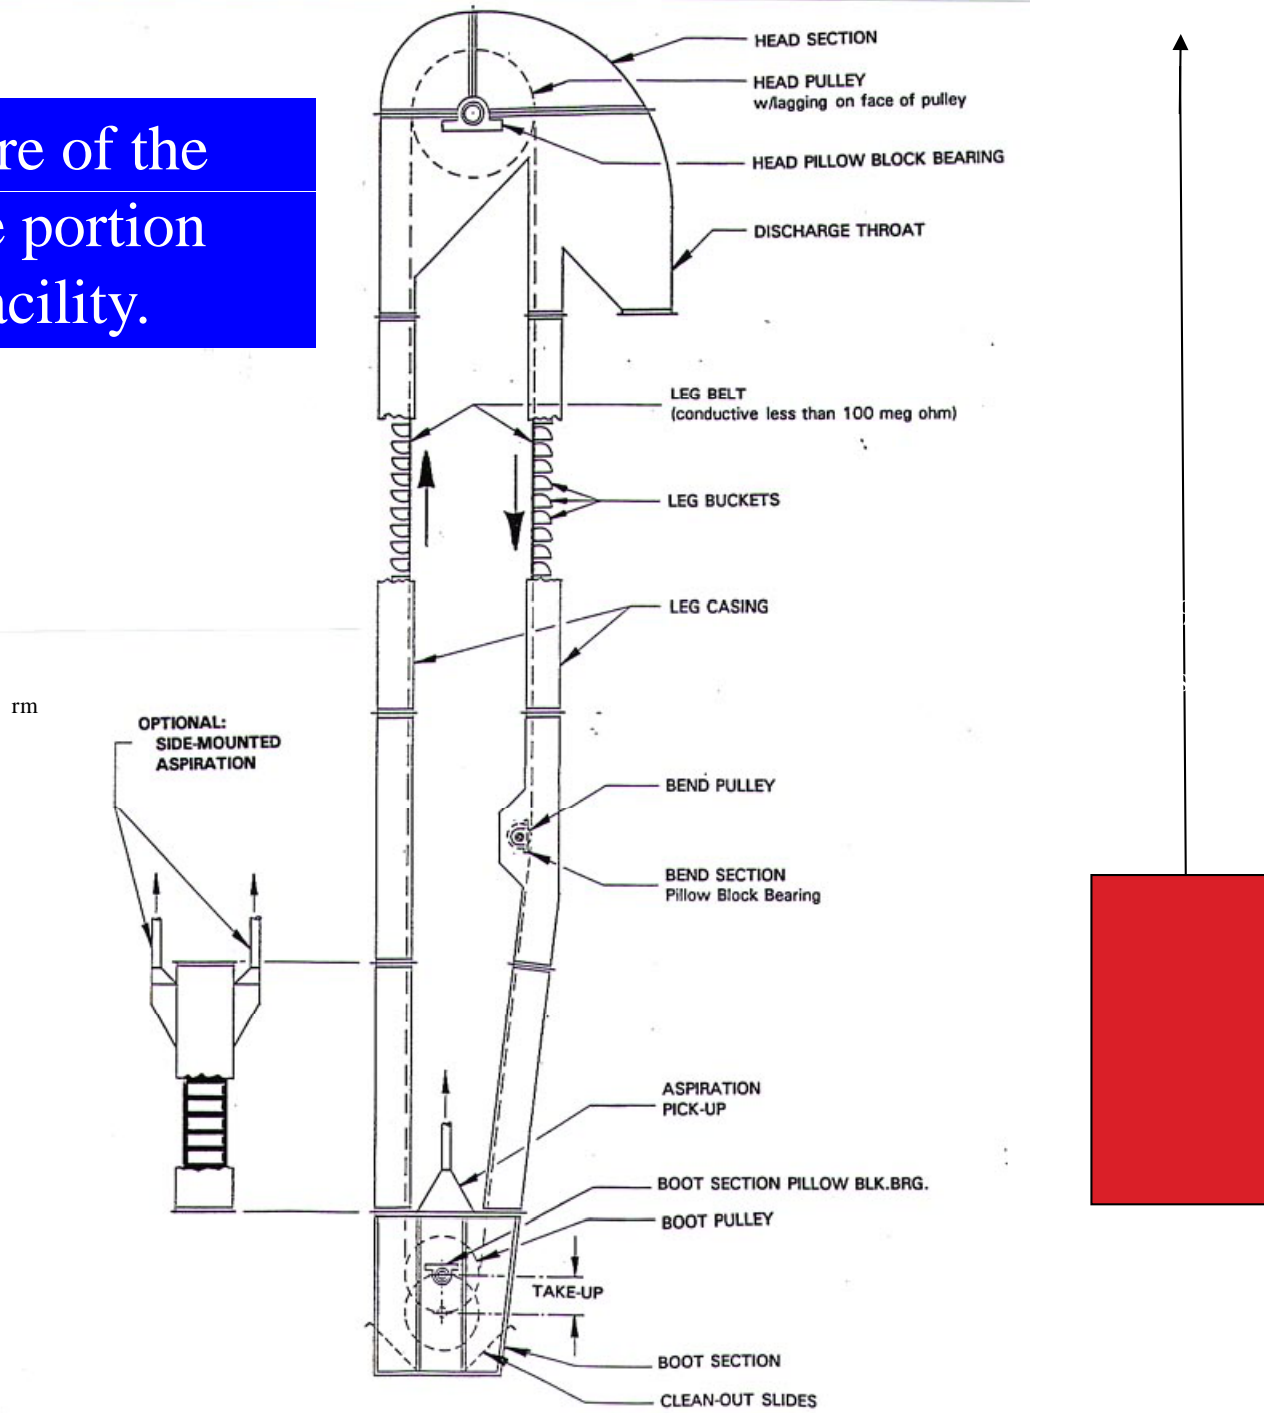 re of the
portion
acility.
HEAD SECTION
HEAD PULLEY
w/lagging on face of pulley
HEAD PILLOW BLOCK BEARING
DISCHARGE THROAT
LEG BELT
(conductive less than 100 meg ohm)
LEG BUCKETS
LEG CASING
rm
OPTIONAL:
SIDE-MOUNTED
ASPIRATION
BEND PULLEY
BEND SECTION
Pillow Block Bearing
ASPIRATION
PICK-UP
BOOT SECTION PILLOW BLK.BRG.
BOOT PULLEY
TAKE-UP
BOOT SECTION
CLEAN-OUT SLIDES